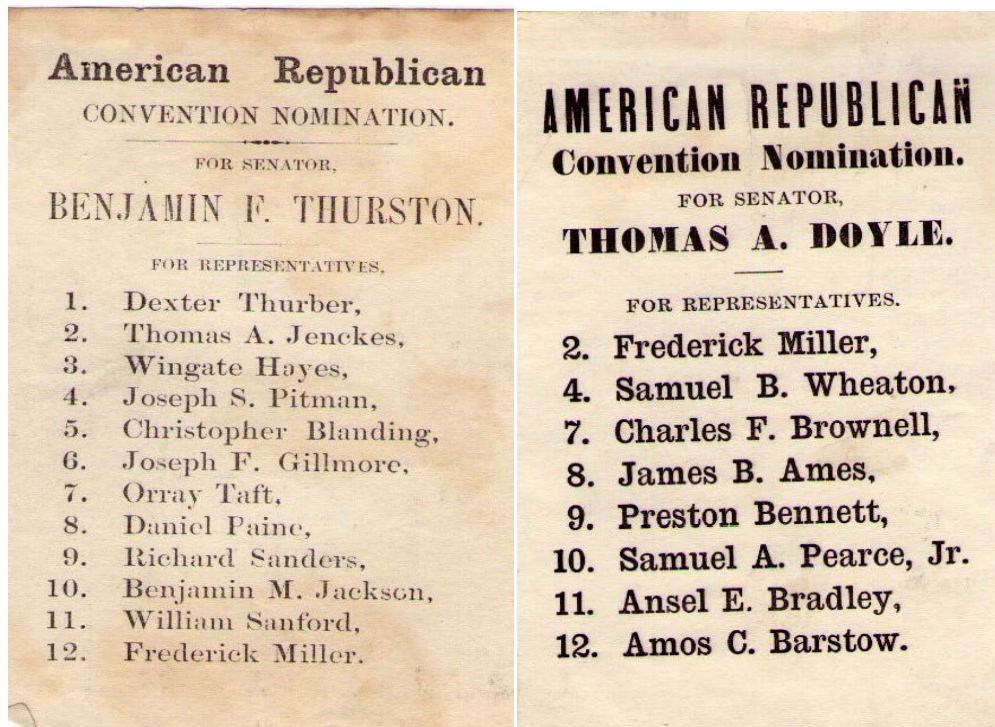 American Republican
CONVENTION NOMINATION.
FOR SENATOR,
BENJAMIN F. THURSTON.
FOR REPRESENTATIVES,
1. Dexter Thurber,
2. Thomas A. Jenckes,
3. Wingate Hayes,
4. Joseph S. Pitman,
5. Christopher Blanding,
6. Joseph F. Gillmore,
7. Orray Taft,
8. Daniel Paine,
9. Richard Sanders,
10. Benjamin M. Jackson,
11. William Sanford,
12. Frederick Miller.
AMERICAN REPUBLICAN
Convention Nomination.
FOR SENATOR,
THOMAS A. DOYLE.
FOR REPRESENTATIVES.
2. Frederick Miller,
4. Samuel B. Wheaton,
7. Charles F. Brownell,
8. James B. Ames,
9. Preston Bennett,
10. Samuel A. Pearce, Jr.
11. Ansel E. Bradley,
12. Amos C. Barstow.